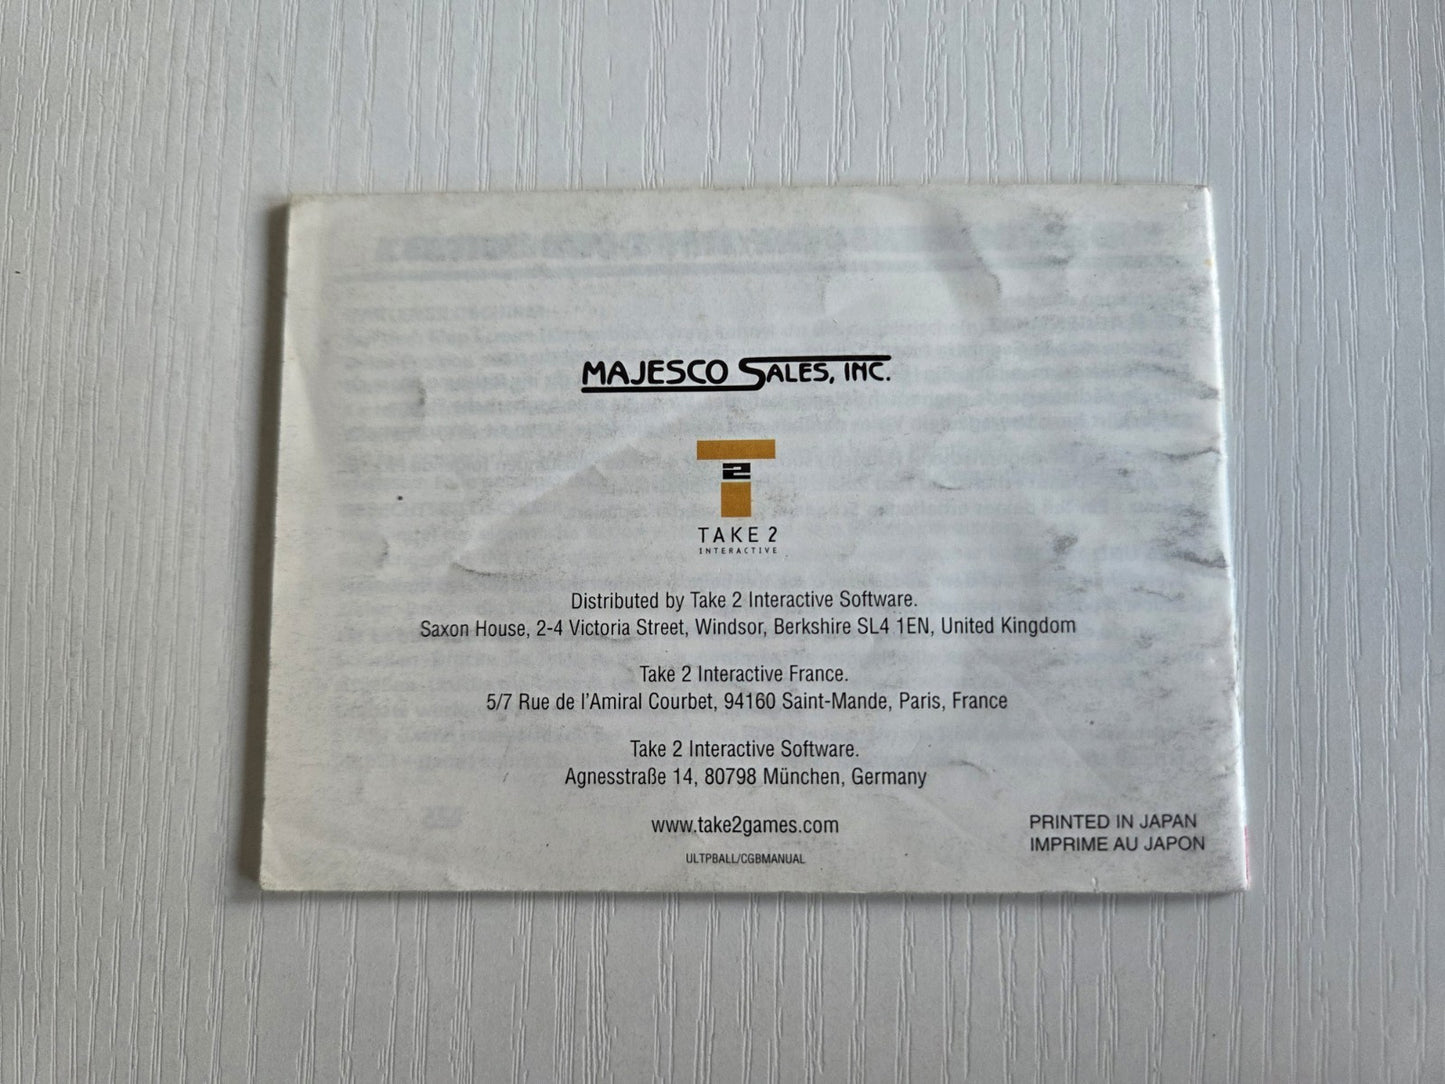 MAJESCO SALES, INC.
2
TAKE 2
INTERACTIVE
Distributed by Take 2 Interactive Software.
Saxon House, 2-4 Victoria Street, Windsor, Berkshire SL4 1EN, United Kingdom
Take 2 Interactive France.
5/7 Rue de l'Amiral Courbet, 94160 Saint-Mande, Paris, France
Take 2 Interactive Software.
Agnesstraße 14, 80798 München, Germany
www.take2games.com
ULTPBALL/CGBMANUAL
PRINTED IN JAPAN
IMPRIME AU JAPON